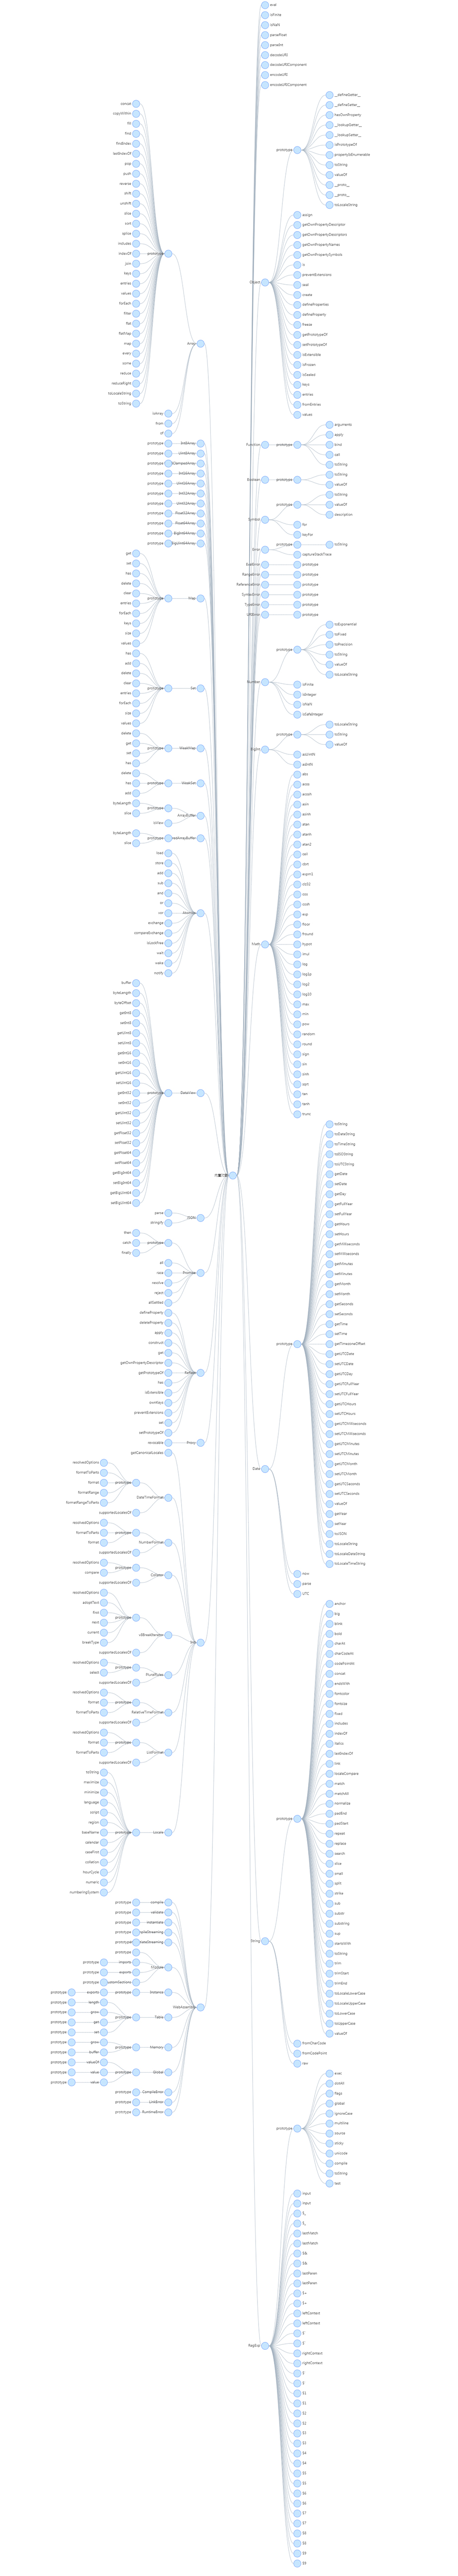 eval
isFinite
isNaN
parseFloat
parseInt
decodeURI
decodeURIComponent
encodeURI
encodeURIComponent
Object
prototype
__defineGetter__
__defineSetter__
hasOwnProperty
__lookupGetter__
__lookupSetter__
isPrototypeOf
propertyIsEnumerable
toString
valueOf
__proto__
__proto__
toLocaleString
assign
getOwnPropertyDescriptor
getOwnPropertyDescriptors
getOwnPropertyNames
getOwnPropertySymbols
is
preventExtensions
seal
create
defineProperties
defineProperty
freeze
getPrototypeOf
setPrototypeOf
isExtensible
isFrozen
isSealed
keys
entries
fromEntries
values
Function
prototype
arguments
apply
bind
call
toString
Boolean
prototype
toString
valueOf
Symbol
prototype
toString
valueOf
description
for
keyFor
Error
prototype
toString
captureStackTrace
EvalError
prototype
RangeError
prototype
ReferenceError
prototype
SyntaxError
prototype
TypeError
prototype
URIError
prototype
Number
prototype
toExponential
toFixed
toPrecision
toString
valueOf
toLocaleString
isFinite
isInteger
isNaN
isSafeInteger
BigInt
prototype
toLocaleString
toString
valueOf
asUintN
asIntN
Math
abs
acos
acosh
asin
asinh
atan
atanh
atan2
ceil
cbrt
expm1
clz32
cos
cosh
exp
floor
fround
hypot
imul
log
log1p
log2
log10
max
min
pow
random
round
sign
sin
sinh
sqrt
tan
tanh
trunc
Date
prototype
toString
toDateString
toTimeString
toISOString
toUTCString
getDate
setDate
getDay
getFullYear
setFullYear
getHours
setHours
getMilliseconds
setMilliseconds
getMinutes
setMinutes
getMonth
setMonth
getSeconds
setSeconds
getTime
setTime
getTimezoneOffset
getUTCDate
setUTCDate
getUTCDay
getUTCFullYear
setUTCFullYear
getUTCHours
setUTCHours
getUTCMilliseconds
setUTCMilliseconds
getUTCMinutes
setUTCMinutes
getUTCMonth
setUTCMonth
getUTCSeconds
setUTCSeconds
valueOf
getYear
setYear
toJSON
toLocaleString
toLocaleDateString
toLocaleTimeString
now
parse
UTC
String
prototype
anchor
big
blink
bold
charAt
charCodeAt
codePointAt
concat
endsWith
fontcolor
fontsize
fixed
includes
indexOf
italics
lastIndexOf
link
localeCompare
match
matchAll
normalize
padEnd
padStart
repeat
replace
search
slice
small
split
strike
sub
substr
substring
sup
startsWith
toString
trim
trimStart
trimEnd
toLocaleLowerCase
toLocaleUpperCase
toLowerCase
toUpperCase
valueOf
fromCharCode
fromCodePoint
raw
RegExp
prototype
exec
dotAll
flags
global
ignoreCase
multiline
source
sticky
unicode
compile
toString
test
input
input
$_
$_
lastMatch
lastMatch
$&
$&
lastParen
lastParen
$+
$+
leftContext
leftContext
$`
$`
rightContext
rightContext
$'
$'
$1
$1
$2
$2
$3
$3
$4
$4
$5
$5
$6
$6
$7
$7
$8
$8
$9
$9
Array
prototype
concat
copyWithin
fill
find
findIndex
lastIndexOf
pop
push
reverse
shift
unshift
slice
sort
splice
includes
indexOf
join
keys
entries
values
forEach
filter
flat
flatMap
map
every
some
reduce
reduceRight
toLocaleString
toString
isArray
from
of
prototype
Int8Array
prototype
Uint8Array
prototype
prototype
Int16Array
prototype
Uint16Array
prototype
Int32Array
prototype
Uint32Array
prototype
Float32Array
prototype
Float64Array
prototype
BigInt64Array
prototype
BigUint64Array
Map
prototype
get
set
has
delete
clear
entries
forEach
keys
size
values
Set
prototype
has
add
delete
clear
entries
forEach
size
values
WeakMap
prototype
delete
get
set
has
WeakSet
prototype
delete
has
add
ArrayBuffer
prototype
byteLength
slice
isView
prototype
byteLength
slice
Atomics
load
store
add
sub
and
or
xor
exchange
compareExchange
isLockFree
wait
wake
notify
DataView
prototype
buffer
byteLength
byteOffset
getInt8
setInt8
getUint8
setUint8
getInt16
setInt16
getUint16
setUint16
getInt32
setInt32
getUint32
setUint32
getFloat32
setFloat32
getFloat64
setFloat64
getBigInt64
setBigInt64
getBigUint64
setBigUint64
JSON
parse
stringify
Promise
prototype
then
catch
finally
all
race
resolve
reject
allSettled
Reflect
defineProperty
deleteProperty
apply
construct
get
getOwnPropertyDescriptor
getPrototypeOf
has
isExtensible
ownKeys
preventExtensions
set
setPrototypeOf
Proxy
revocable
Intl
getCanonicalLocales
DateTimeFormat
prototype
resolvedOptions
formatToParts
format
formatRange
formatRangeToParts
supportedLocalesOf
NumberFormat
prototype
resolvedOptions
formatToParts
format
supportedLocalesOf
Collator
prototype
resolvedOptions
compare
supportedLocalesOf
v8BreakIterator
prototype
resolvedOptions
adoptText
first
next
current
breakType
supportedLocalesOf
PluralRules
prototype
resolvedOptions
select
supportedLocalesOf
RelativeTimeFormat
prototype
resolvedOptions
format
formatToParts
supportedLocalesOf
ListFormat
prototype
resolvedOptions
format
formatToParts
supportedLocalesOf
Locale
prototype
toString
maximize
minimize
language
script
region
baseName
calendar
caseFirst
collation
hourCycle
numeric
numberingSystem
WebAssembly
prototype
compile
prototype
validate
prototype
instantiate
prototype
prototype
Module
prototype
prototype
imports
prototype
exports
prototype
Instance
prototype
prototype
exports
Table
prototype
prototype
length
prototype
grow
prototype
get
prototype
set
Memory
prototype
prototype
grow
prototype
buffer
Global
prototype
prototype
valueOf
prototype
value
prototype
value
prototype
CompileError
prototype
LinkError
prototype
RuntimeError